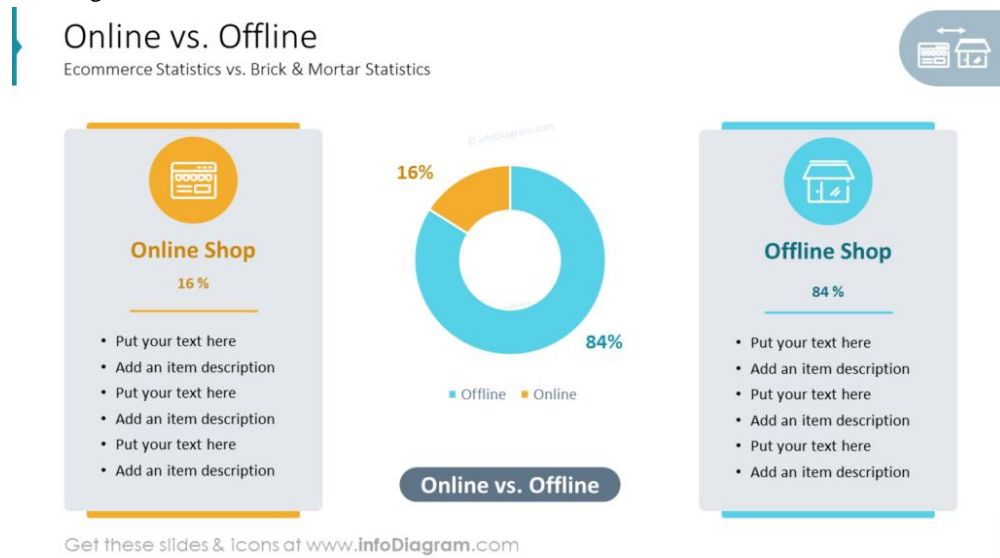 Online vs. Offline
Ecommerce Statistics vs. Brick & Mortar Statistics
© infoDiagram.com
Online Shop
16 %
• Put your text here
• Add an item description
• Put your text here
• Add an item description
• Put your text here
• Add an item description
16%
84%
Offline
Online
Online vs. Offline
Offline Shop
84 %
• Put your text here
• Add an item description
• Put your text here
• Add an item description
• Put your text here
• Add an item description
Get these slides & icons at www.infoDiagram.com